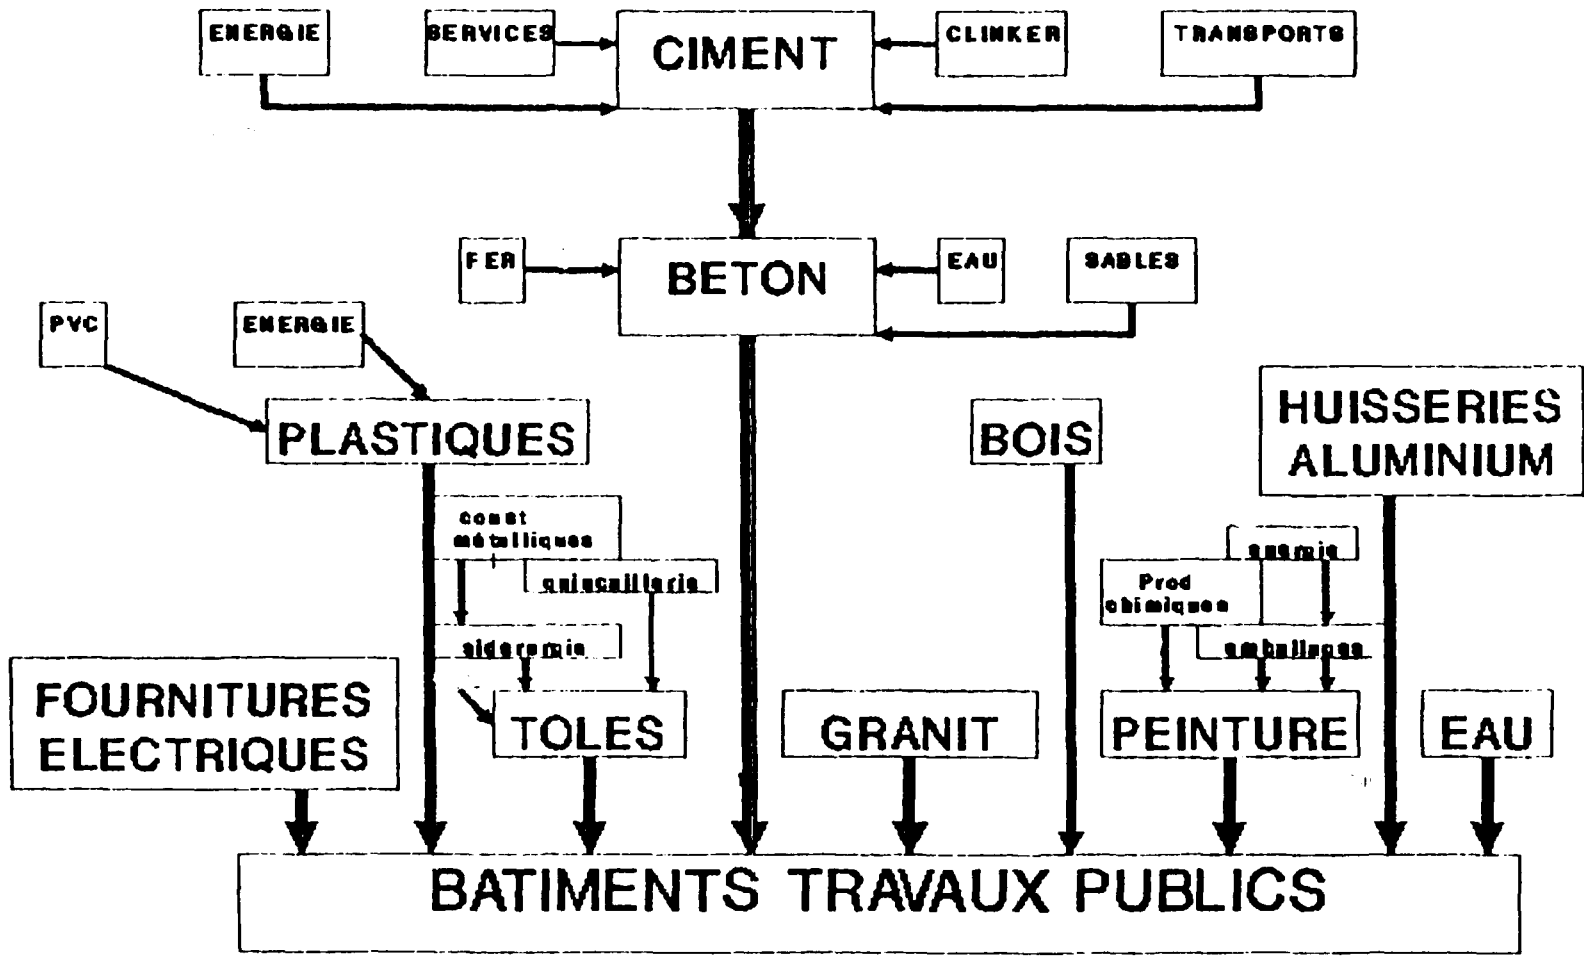 ENERGIE
SERVICES
CIMENT
CLINKER
TRANSPORTS
FER
BETON
EAU
SABLES
PVC
ENERGIE
PLASTIQUES
BOIS
HUISSERIES
ALUMINIUM
const
métalliques
quincaillerie
energie
Prod
chimiques
emballages
FOURNITURES
ELECTRIQUES
TOLES
GRANIT
PEINTURE
EAU
BATIMENTS TRAVAUX PUBLICS